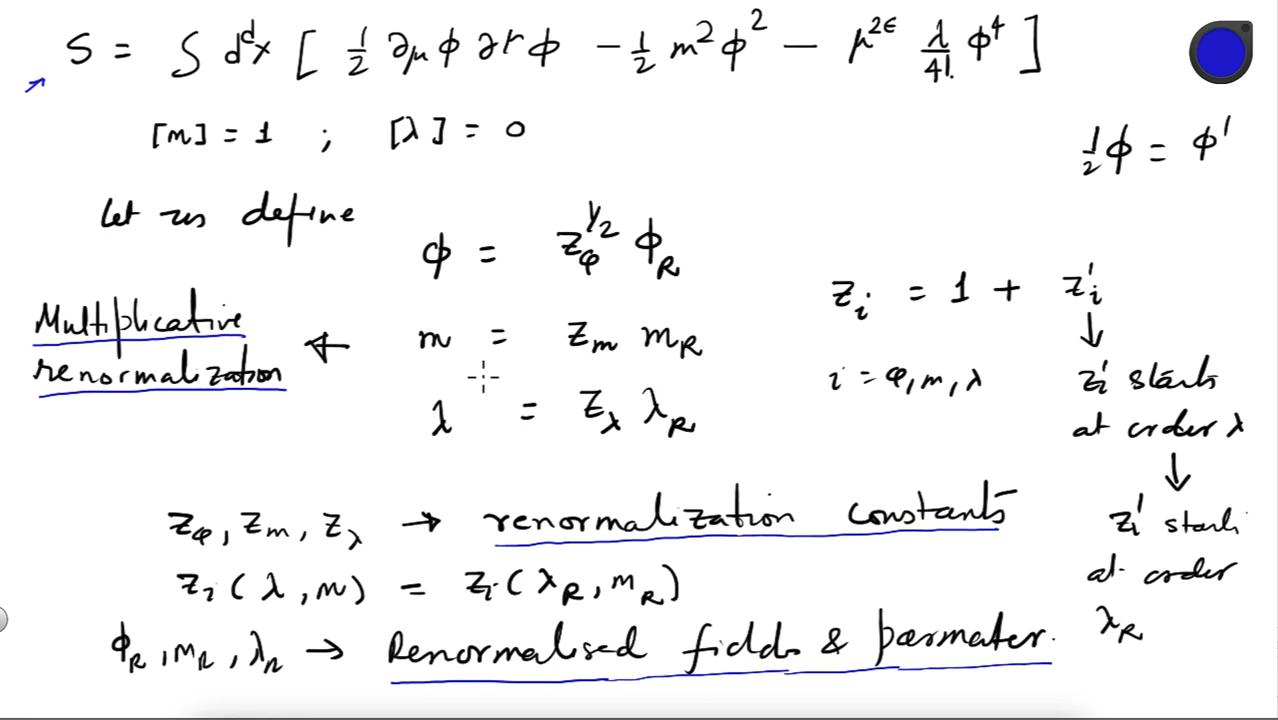 S = ∫ d^d x [ 1/2 ∂_μ φ ∂^μ φ - 1/2 m² φ² - μ^{2ε} λ/4! φ⁴ ]
[m] = 1 ; [λ] = 0
1/2 φ = φ'
Let us define
φ = Z_φ^{1/2} φ_R
Z_i = 1 + Z_i'
Multiplicative
renormalization ← m = Z_m m_R
i = φ, m, λ
λ = Z_λ λ_R
↓
Z_i' starts
at order λ
↓
Z_i' starts
at order
λ_R
Z_φ, Z_m, Z_λ → renormalization constants
Z_i (λ, m) = Z_i (λ_R, m_R)
φ_R, m_R, λ_R → Renormalised fields & parmater.